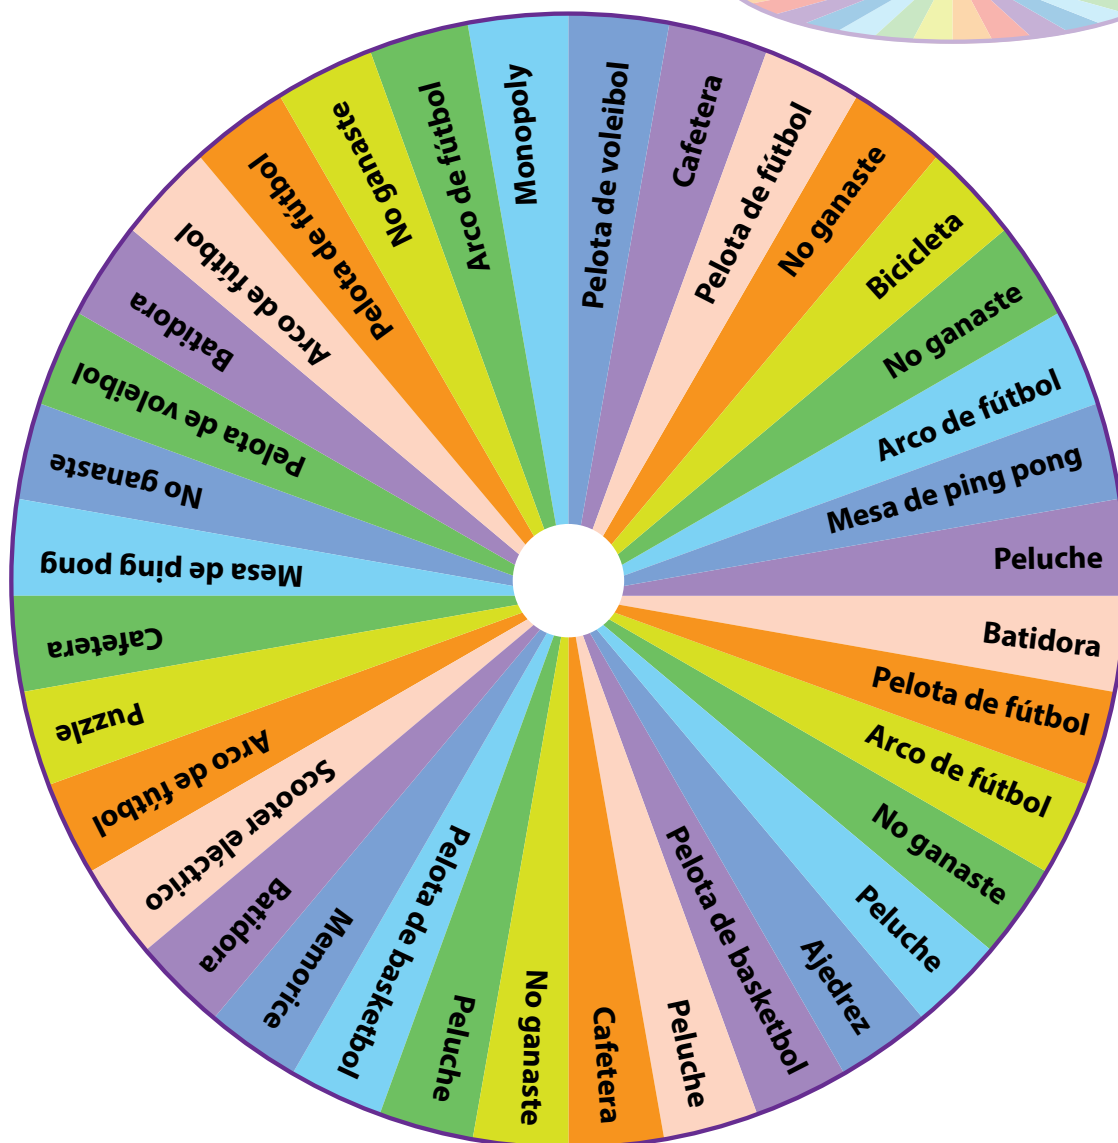 Pelota de voleibol
Cafetera
Pelota de fútbol
No ganaste
Bicicleta
No ganaste
Arco de fútbol
Mesa de ping pong
Peluche
Batidora
Pelota de fútbol
Arco de fútbol
No ganaste
Peluche
Ajedrez
Pelota de basketbol
Peluche
Cafetera
No ganaste
Peluche
Pelota de basketbol
Memorice
Batidora
Scooter eléctrico
Arco de fútbol
Puzzle
Cafetera
Mesa de ping pong
No ganaste
Pelota de voleibol
Batidora
Arco de fútbol
Pelota de fútbol
No ganaste
Arco de fútbol
Monopoly